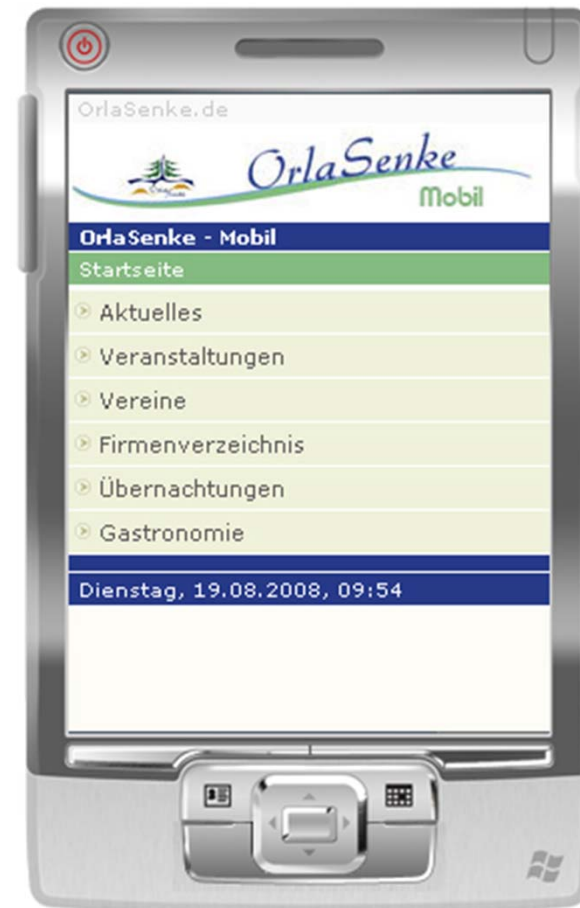 OrlaSenke.de
OrlaSenke
Mobil
OrlaSenke - Mobil
Startseite
Aktuelles
Veranstaltungen
Vereine
Firmenverzeichnis
Übernachtungen
Gastronomie
Dienstag, 19.08.2008, 09:54